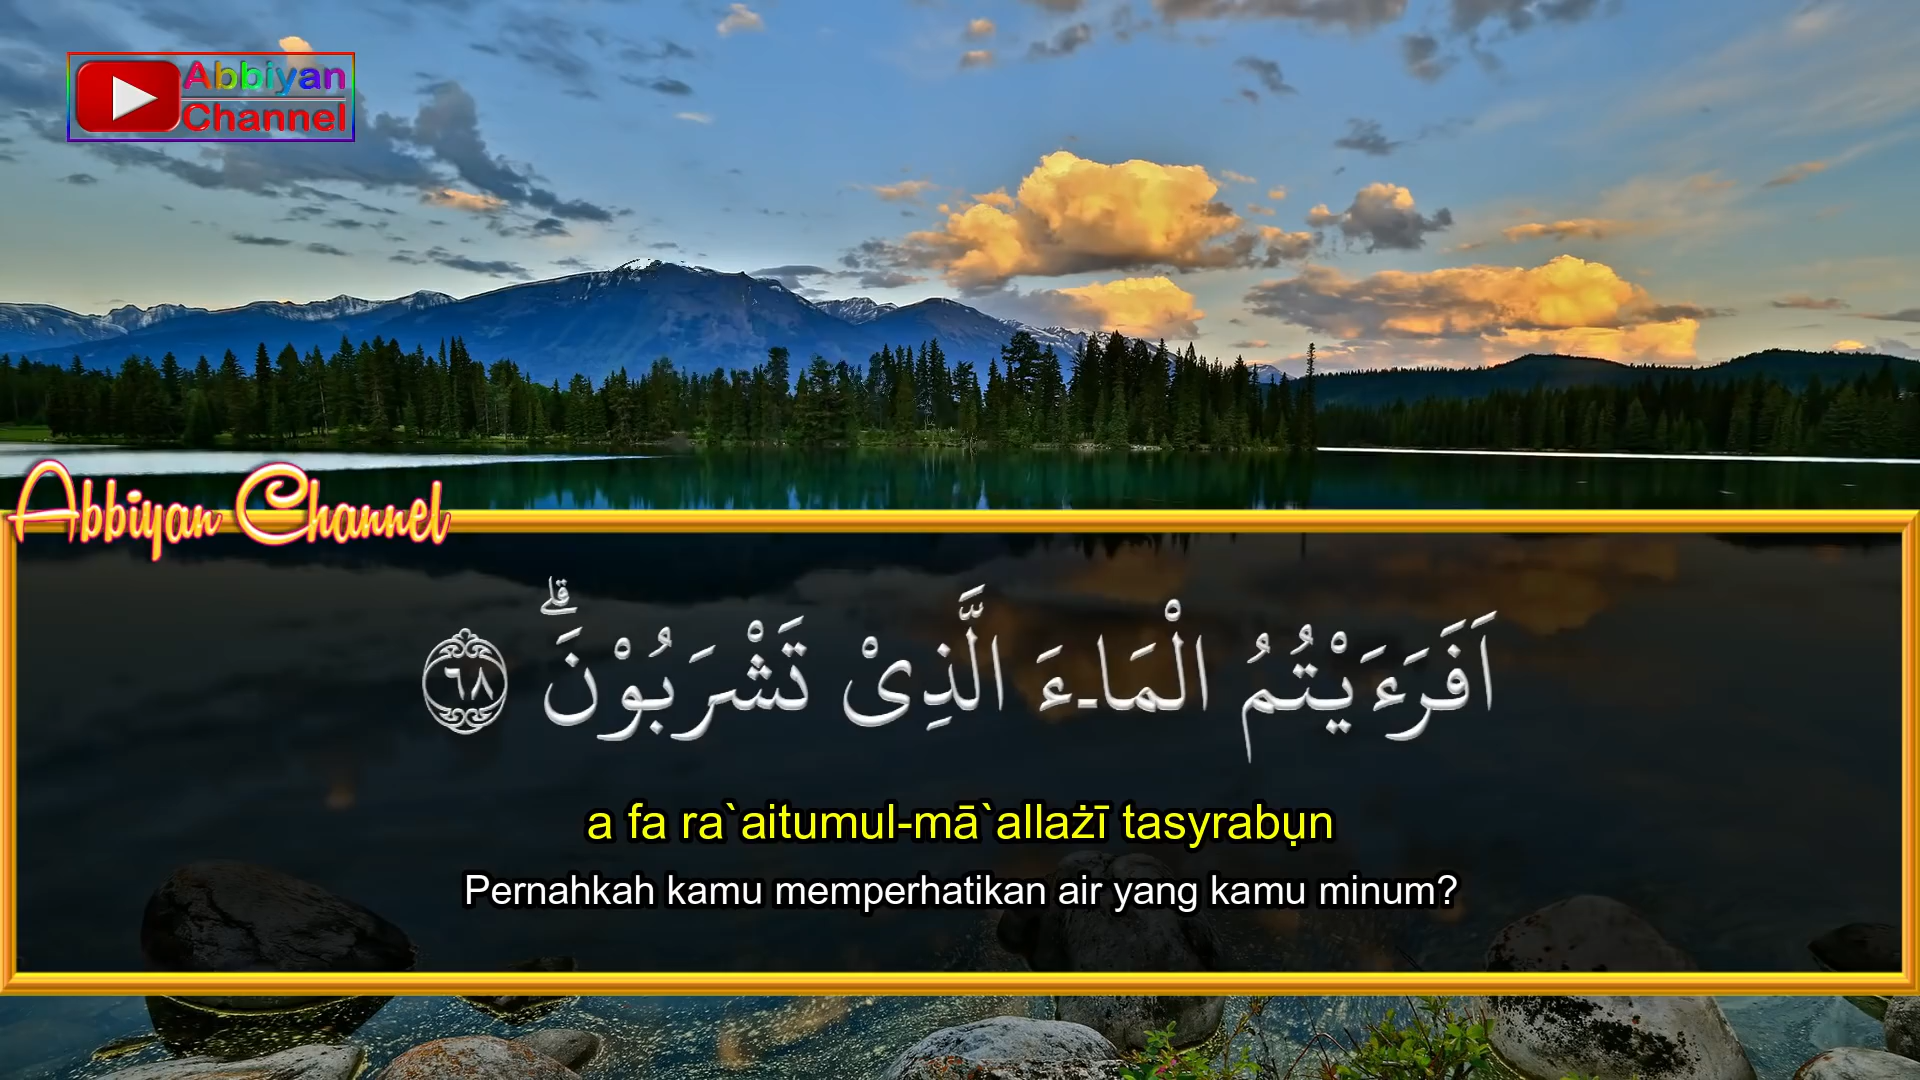 Abbiyan
Channel
Abbiyan Channel
اَفَرَءَيْتُمُ الْمَاۤءَ الَّذِىْ تَشْرَبُوْنَۗ ٦٨
a fa ra`aitumul-mā`allażī tasyrabụn
Pernahkah kamu memperhatikan air yang kamu minum?